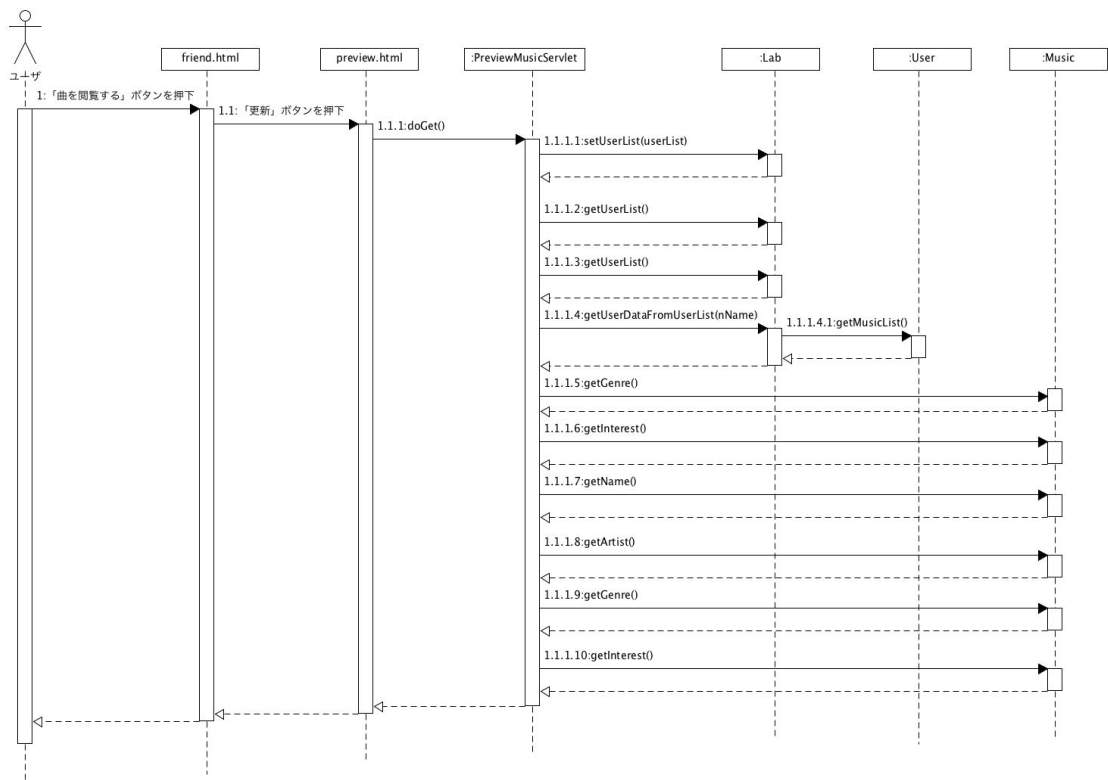 ユーザ
friend.html
preview.html
:PreviewMusicServlet
:Lab
:User
:Music
1:「曲を閲覧する」ボタンを押下
1.1:「更新」ボタンを押下
1.1.1:doGet()
1.1.1.1:setUserList(userList)
1.1.1.2:getUserList()
1.1.1.3:getUserList()
1.1.1.4:getUserDataFromUserList(nName)
1.1.1.4.1:getMusicList()
1.1.1.5:getGenre()
1.1.1.6:getInterest()
1.1.1.7:getName()
1.1.1.8:getArtist()
1.1.1.9:getGenre()
1.1.1.10:getInterest()